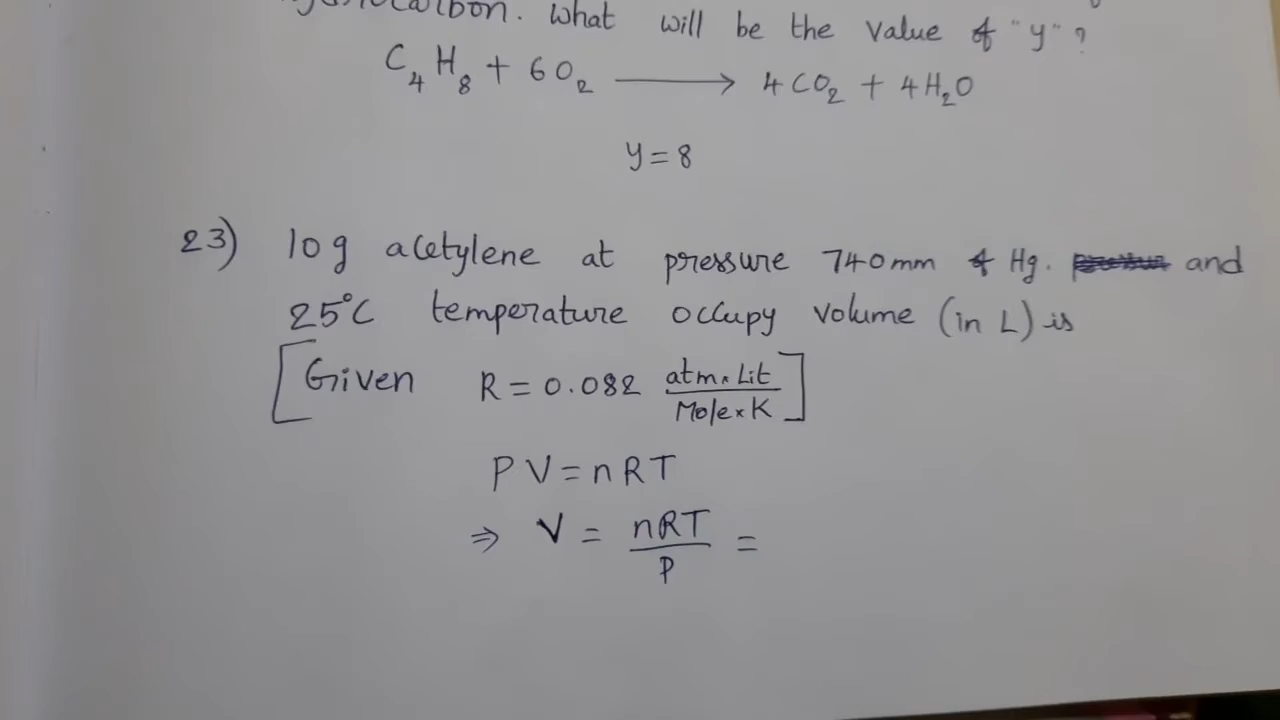 What will be the value of "y"?
C₄H₈ + 6O₂ ⟶ 4CO₂ + 4H₂O
y = 8
23) 10g acetylene at pressure 740mm of Hg. and
25°C temperature occupy volume (in L) is
[Given R = 0.082 atm × Lit / Mole × K]
PV = nRT
⇒ V = nRT / P =